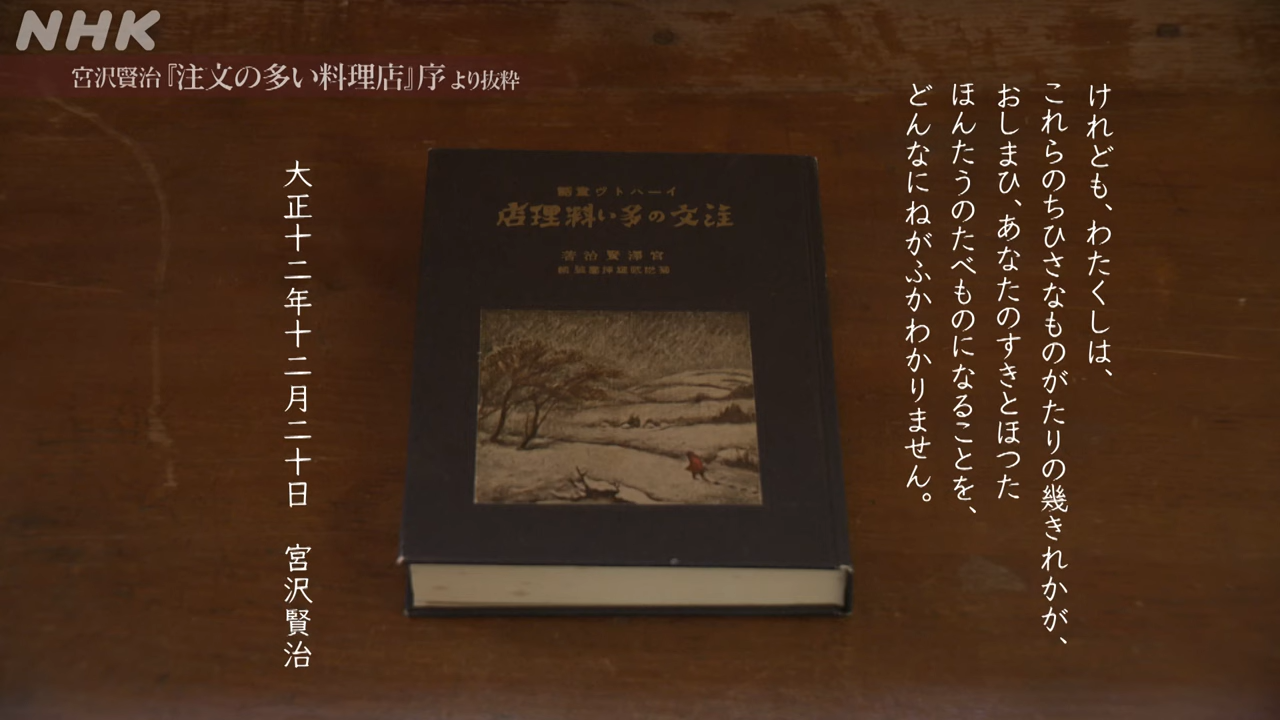 NHK
宮沢賢治『注文の多い料理店』序 より抜粋
けれども、わたくしは、
これらのちひさなものがたりの幾きれかが、
おしまひ、あなたのすきとほつた
ほんたうのたべものになることを、
どんなにねがふかわかりません。
大正十二年十二月二十日 宮沢賢治
イーハトヴ童話
注文の多い料理店
宮澤賢治著